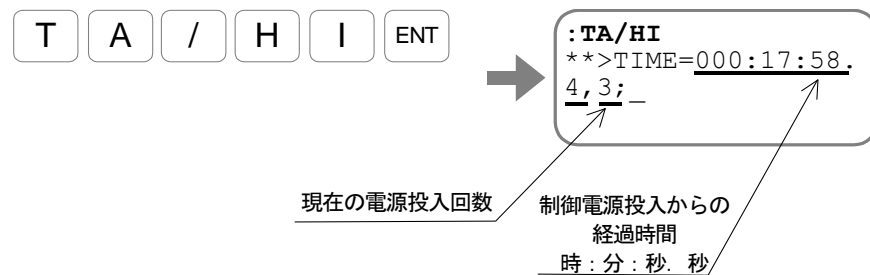 T A / H I ENT
:TA/HI
**>TIME=000:17:58.
4,3;_
現在の電源投入回数
制御電源投入からの
経過時間
時：分：秒．秒